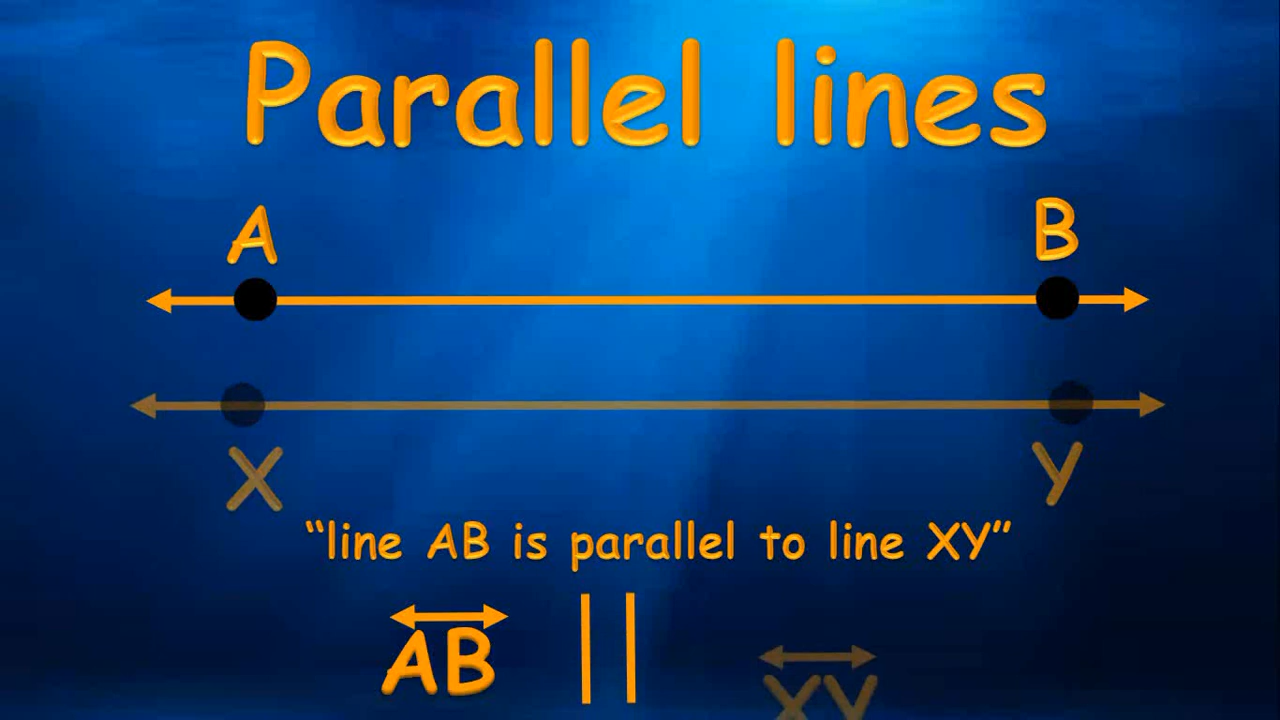 Parallel lines
A B
X Y
“line AB is parallel to line XY”
AB || XY